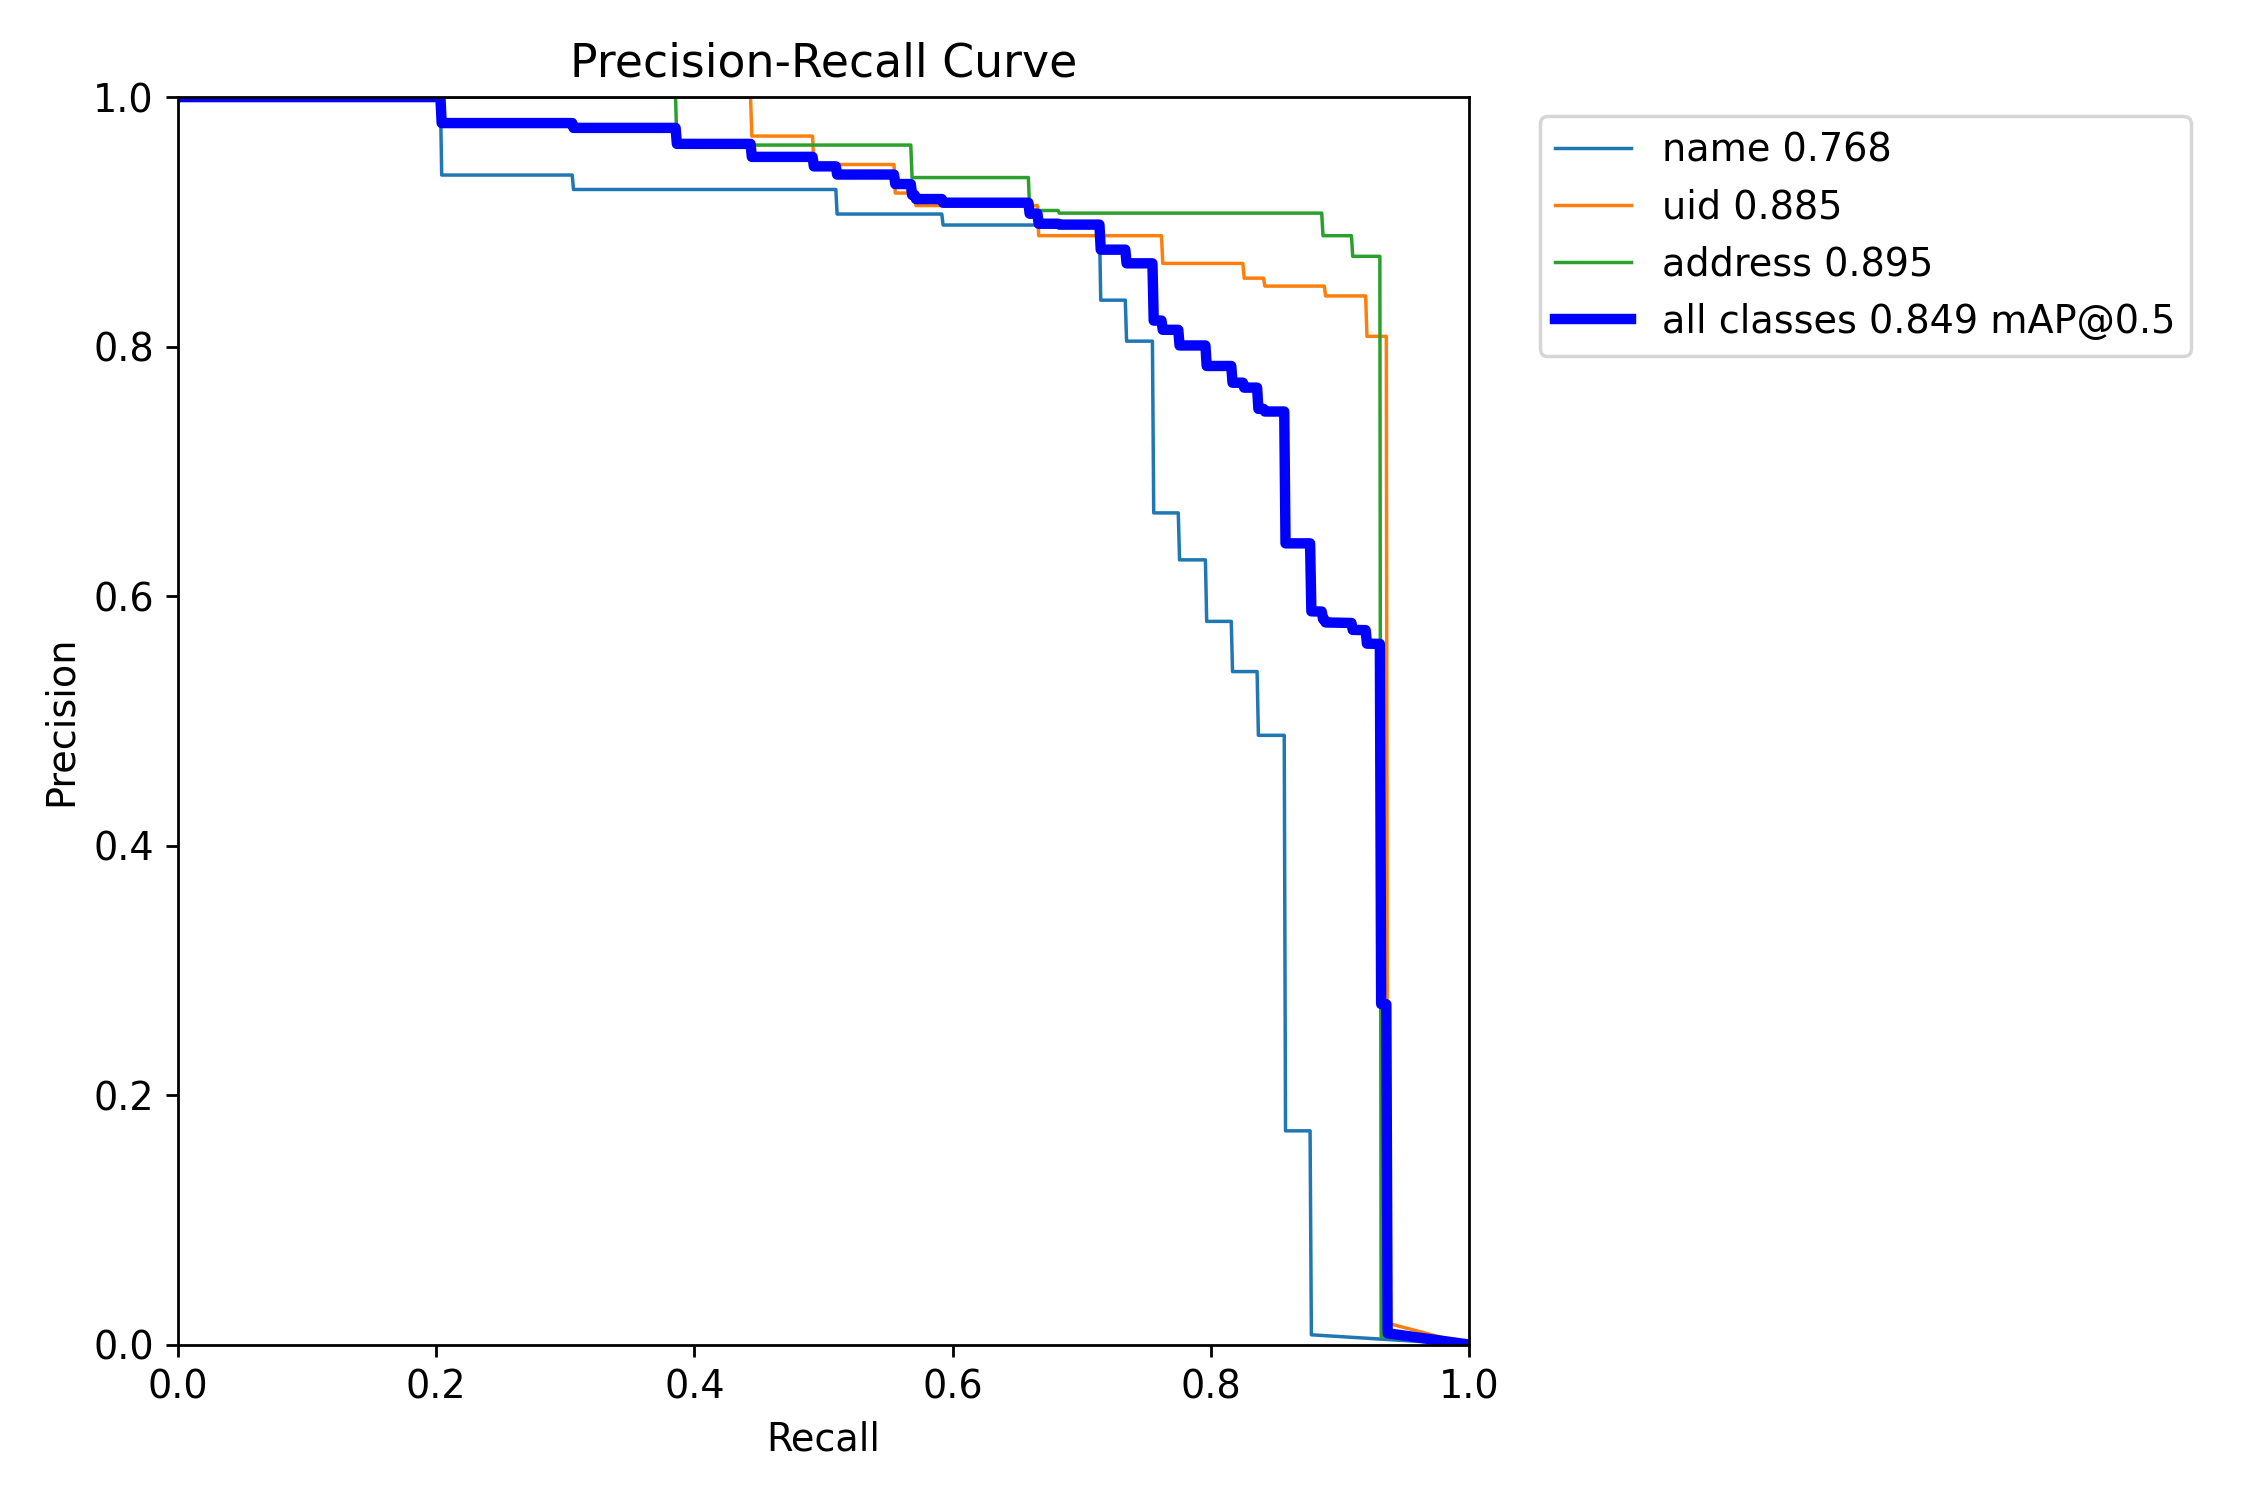 Precision-Recall Curve
1.0
0.8
0.6
0.4
0.2
0.0
Precision
0.0 0.2 0.4 0.6 0.8 1.0
Recall
name 0.768
uid 0.885
address 0.895
all classes 0.849 mAP@0.5